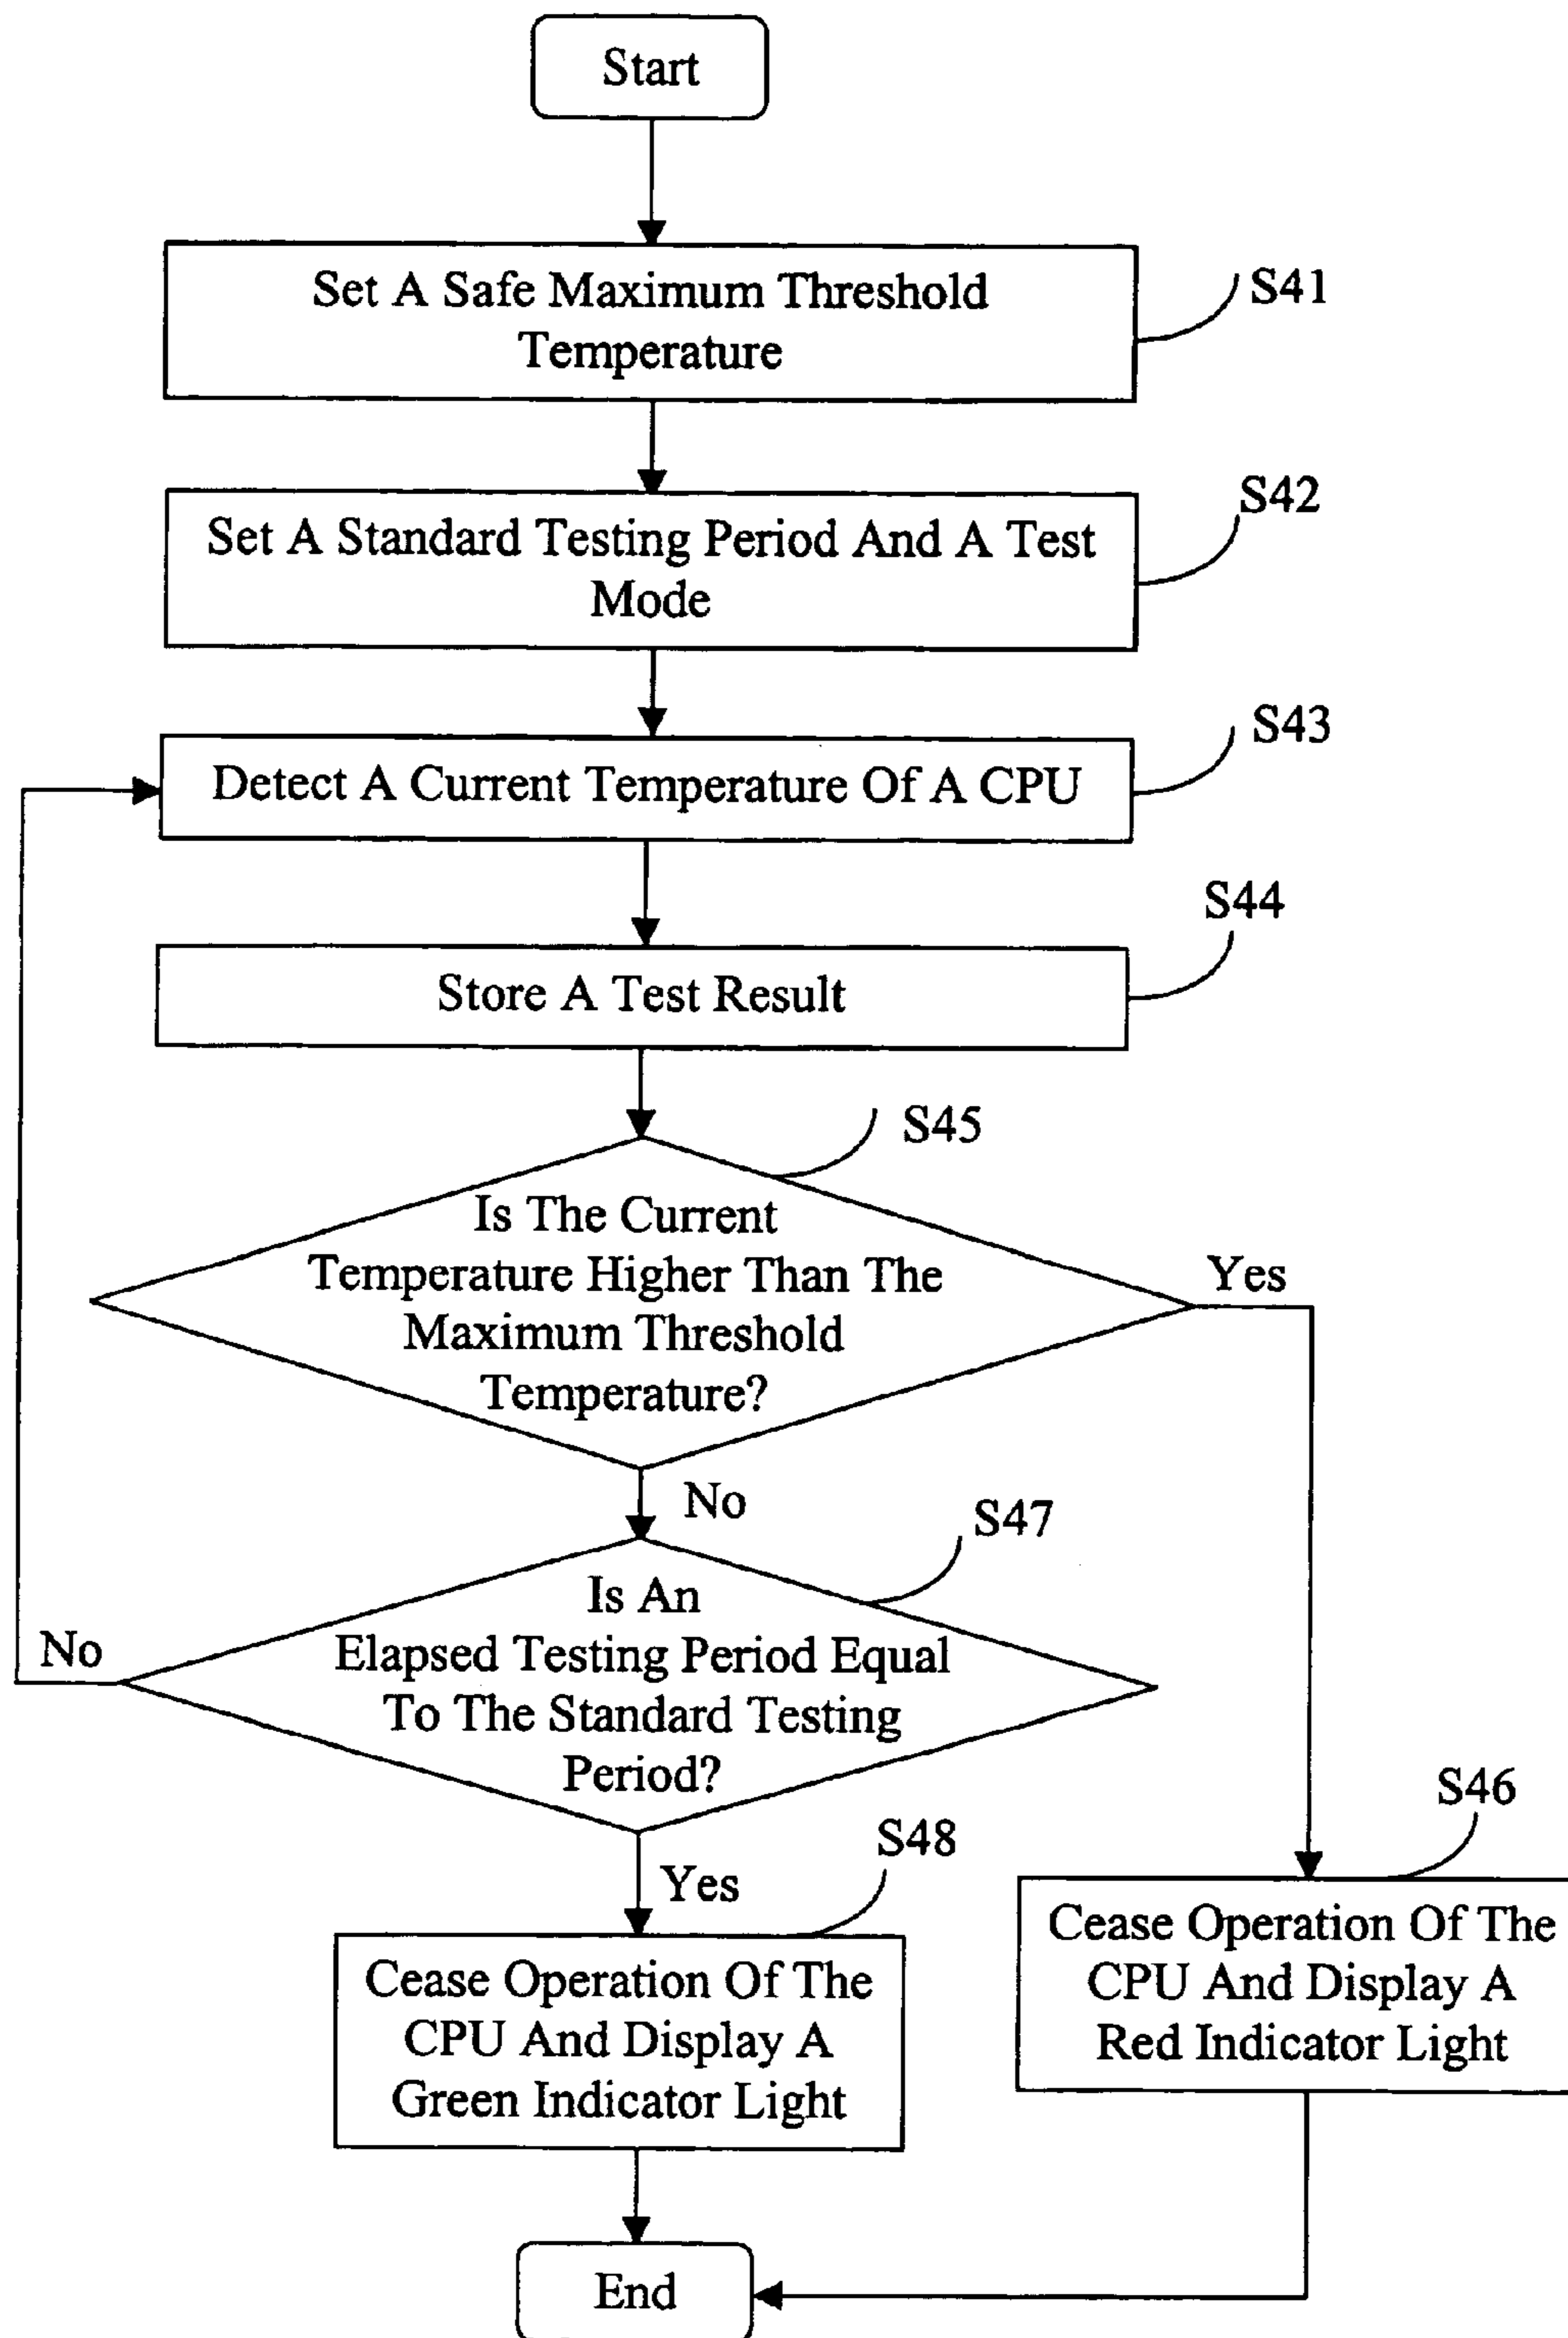 Start
Set A Safe Maximum Threshold
Temperature
S41
Set A Standard Testing Period And A Test
Mode
S42
Detect A Current Temperature Of A CPU
S43
Store A Test Result
S44
S45
Is The Current
Temperature Higher Than The
Maximum Threshold
Temperature?
Yes
No
S47
Is An
Elapsed Testing Period Equal
To The Standard Testing
Period?
No
Yes
S48
Cease Operation Of The
CPU And Display A
Green Indicator Light
S46
Cease Operation Of The
CPU And Display A
Red Indicator Light
End